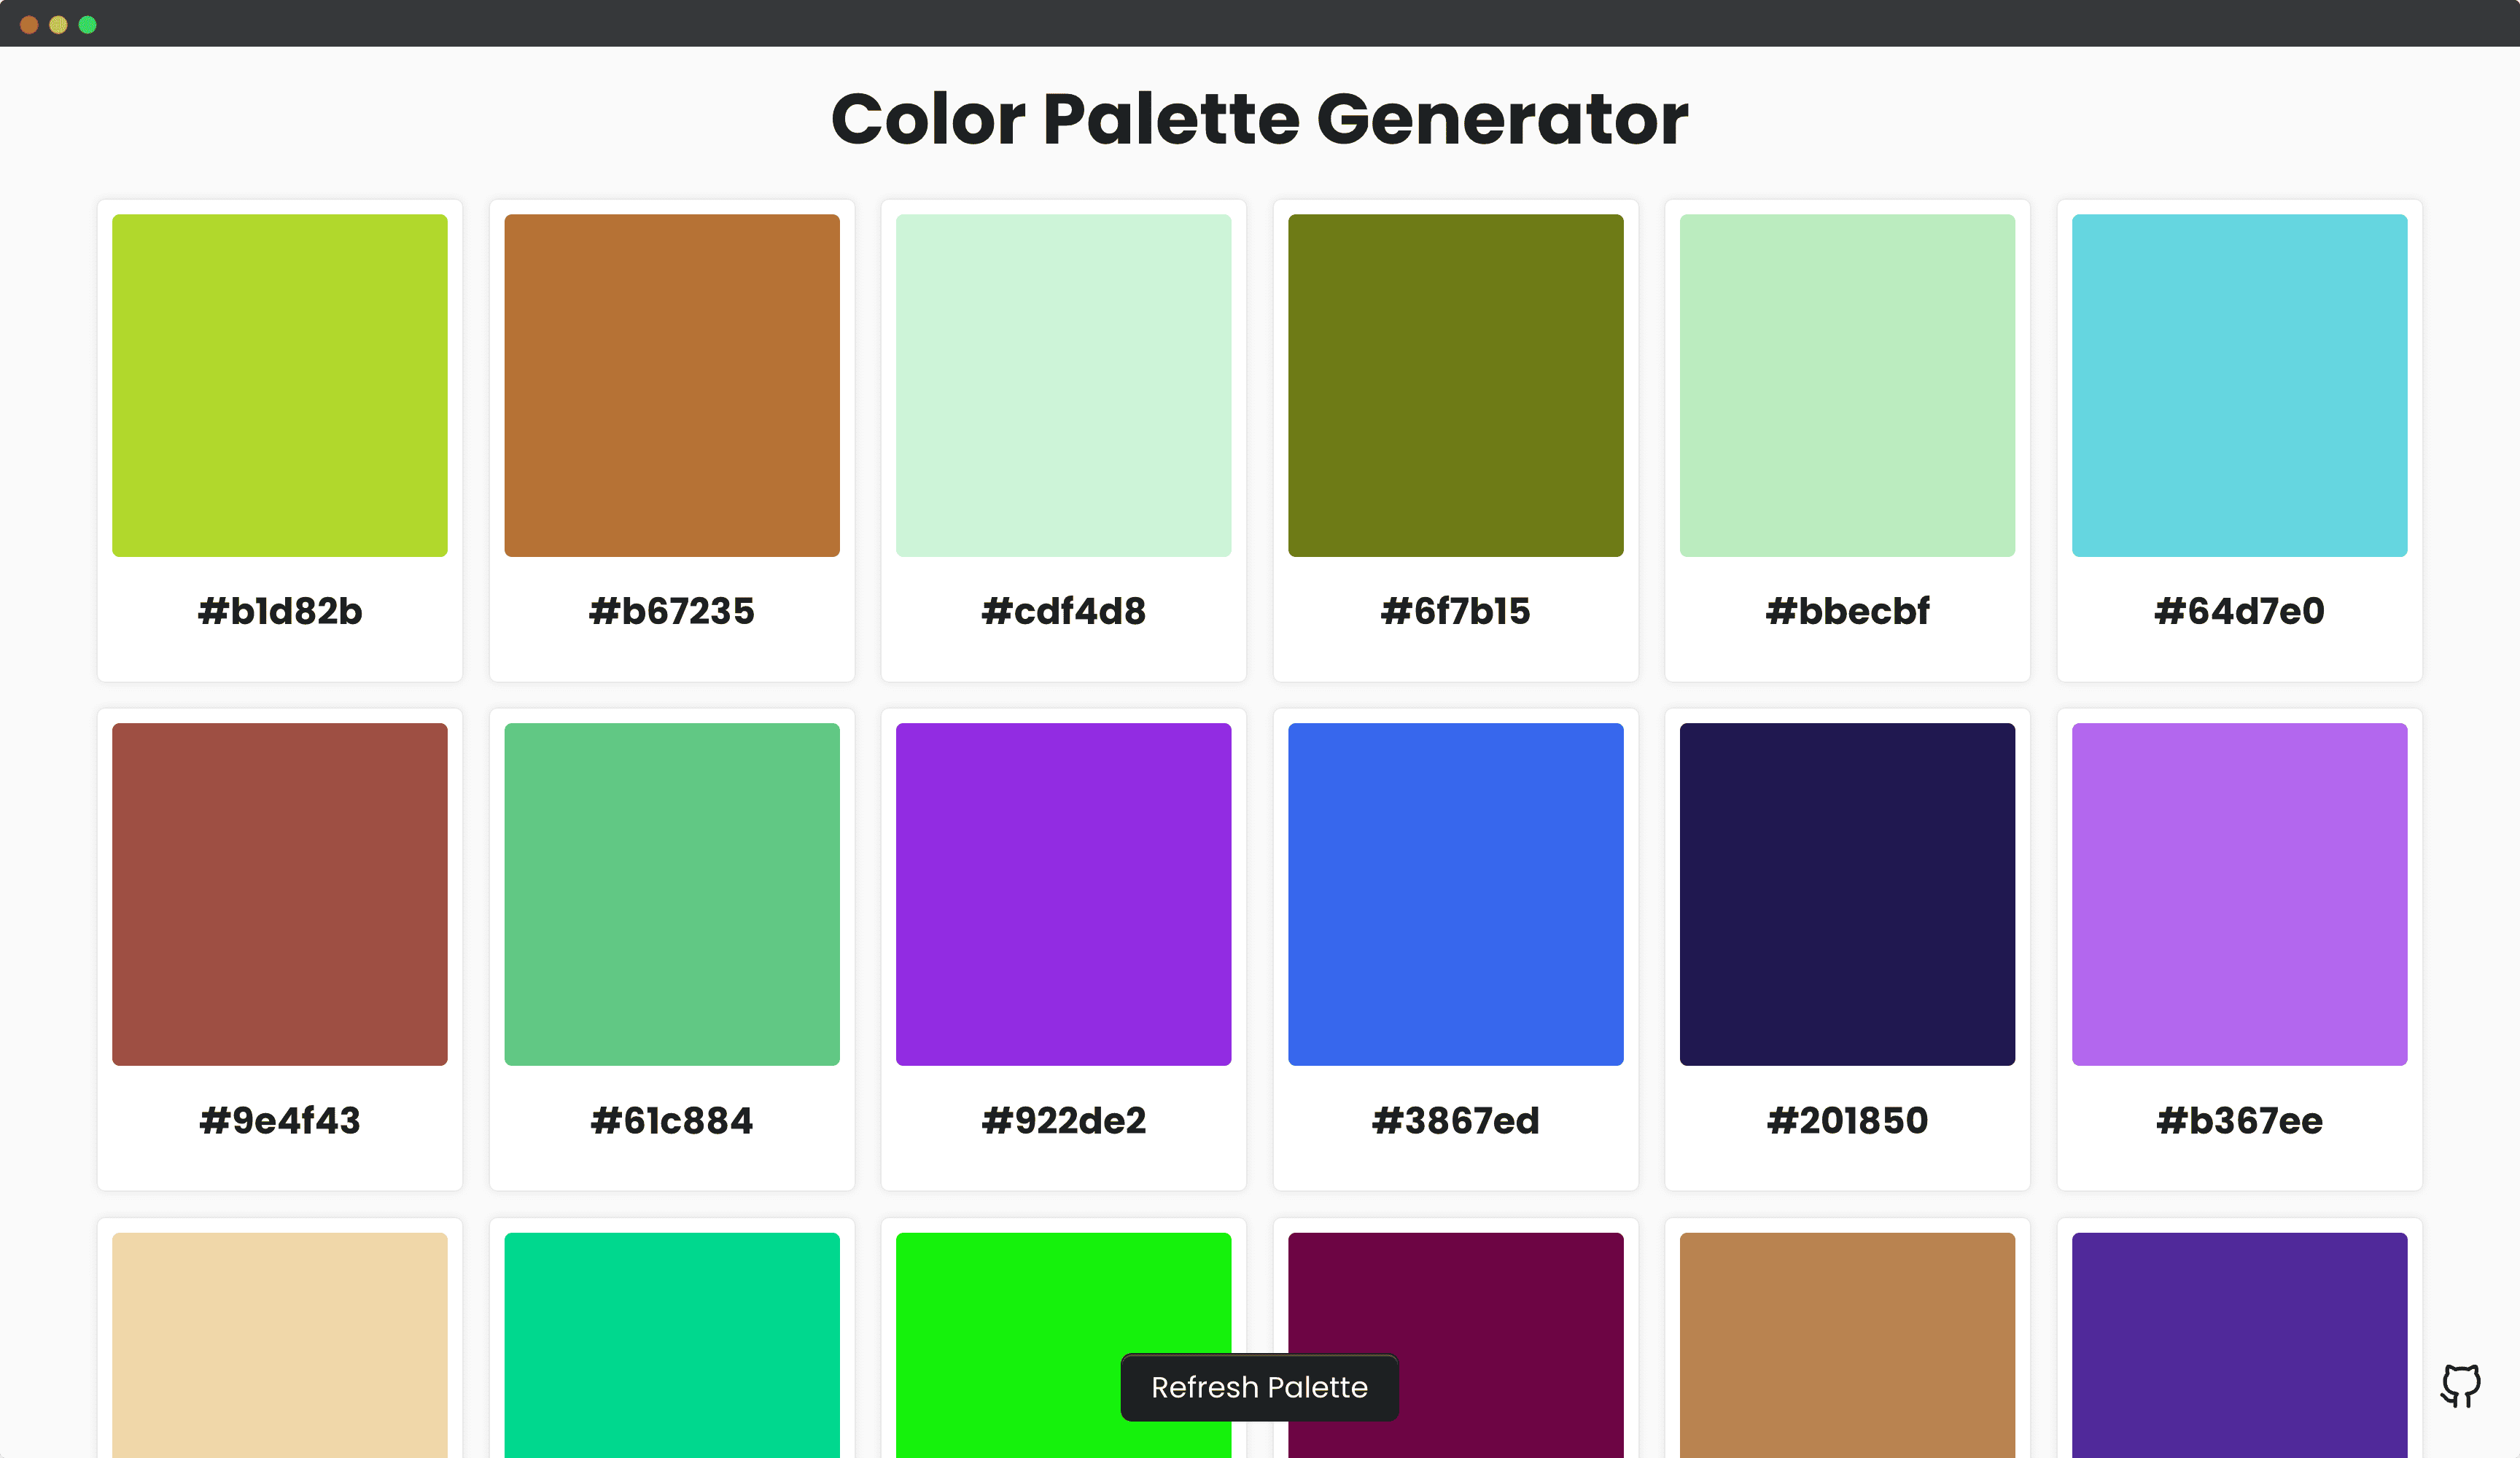 Color Palette Generator
#b1d82b
#b67235
#cdf4d8
#6f7b15
#bbecbf
#64d7e0
#9e4f43
#61c884
#922de2
#3867ed
#201850
#b367ee
Refresh Palette